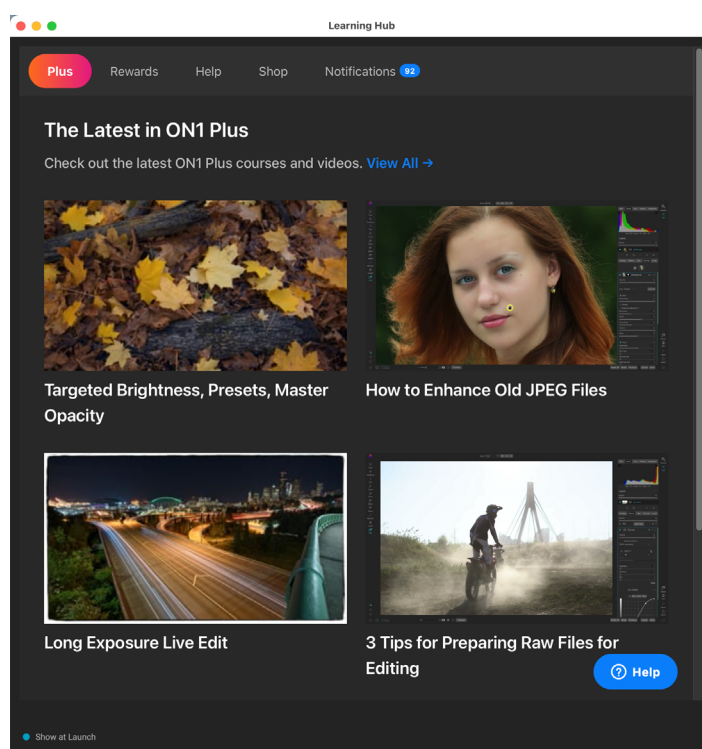 Learning Hub
Plus Rewards Help Shop Notifications 92
The Latest in ON1 Plus
Check out the latest ON1 Plus courses and videos. View All →
Targeted Brightness, Presets, Master
Opacity
How to Enhance Old JPEG Files
Long Exposure Live Edit
3 Tips for Preparing Raw Files for
Editing
? Help
Show at Launch